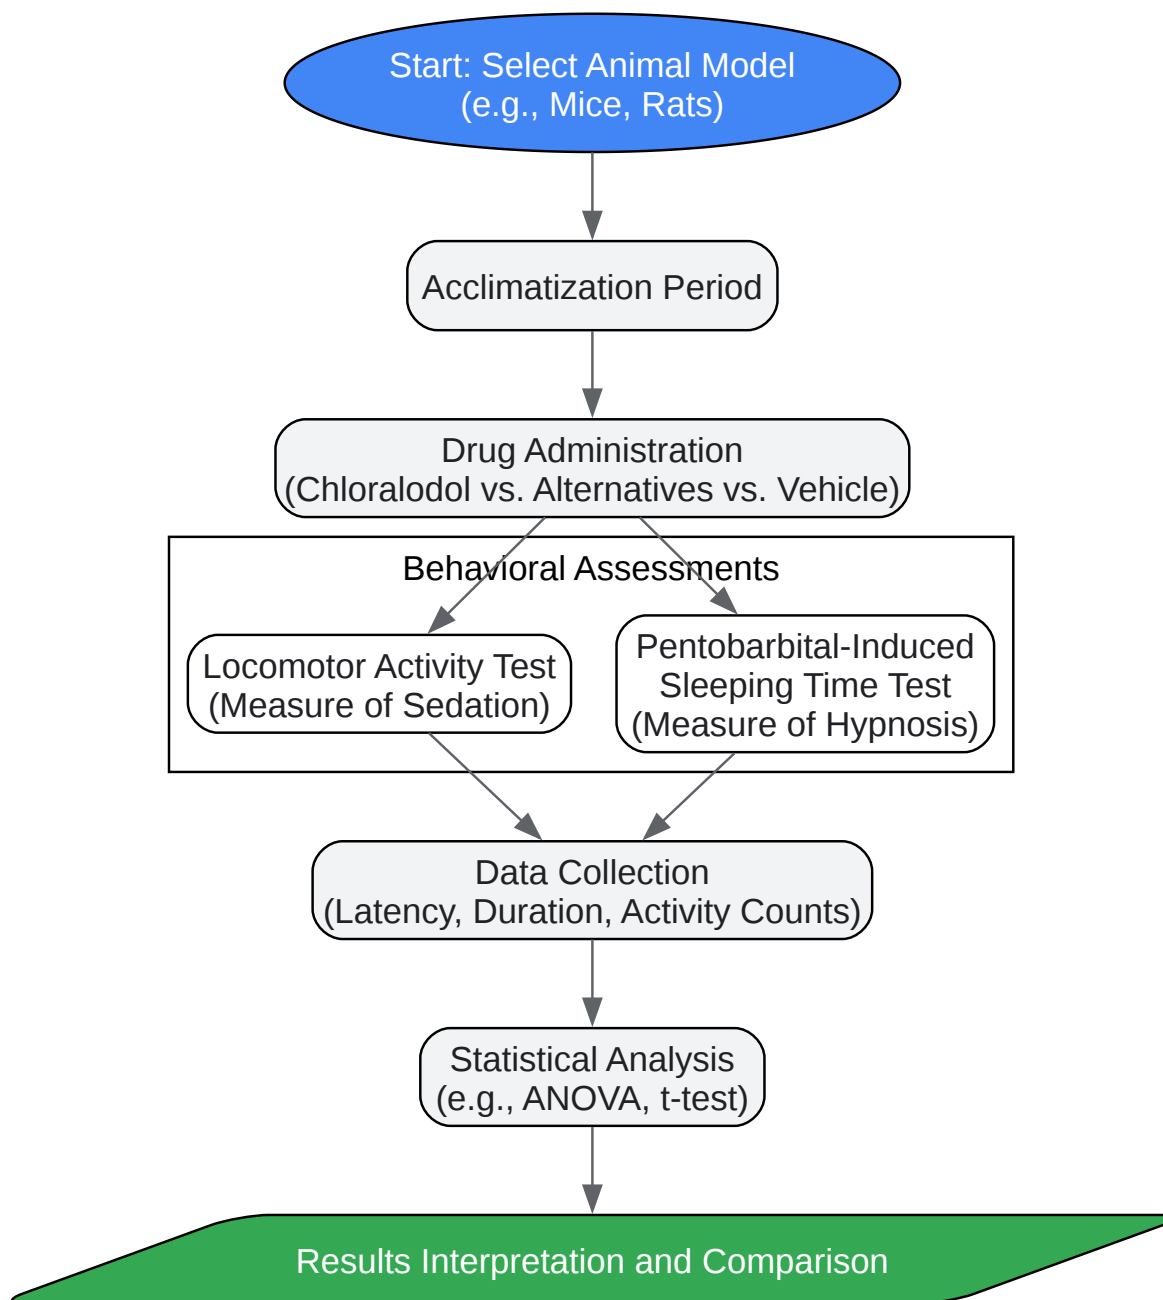 Start: Select Animal Model
(e.g., Mice, Rats)
Acclimatization Period
Drug Administration
(Chloralodol vs. Alternatives vs. Vehicle)
Behavioral Assessments
Locomotor Activity Test
(Measure of Sedation)
Pentobarbital-Induced
Sleeping Time Test
(Measure of Hypnosis)
Data Collection
(Latency, Duration, Activity Counts)
Statistical Analysis
(e.g., ANOVA, t-test)
Results Interpretation and Comparison